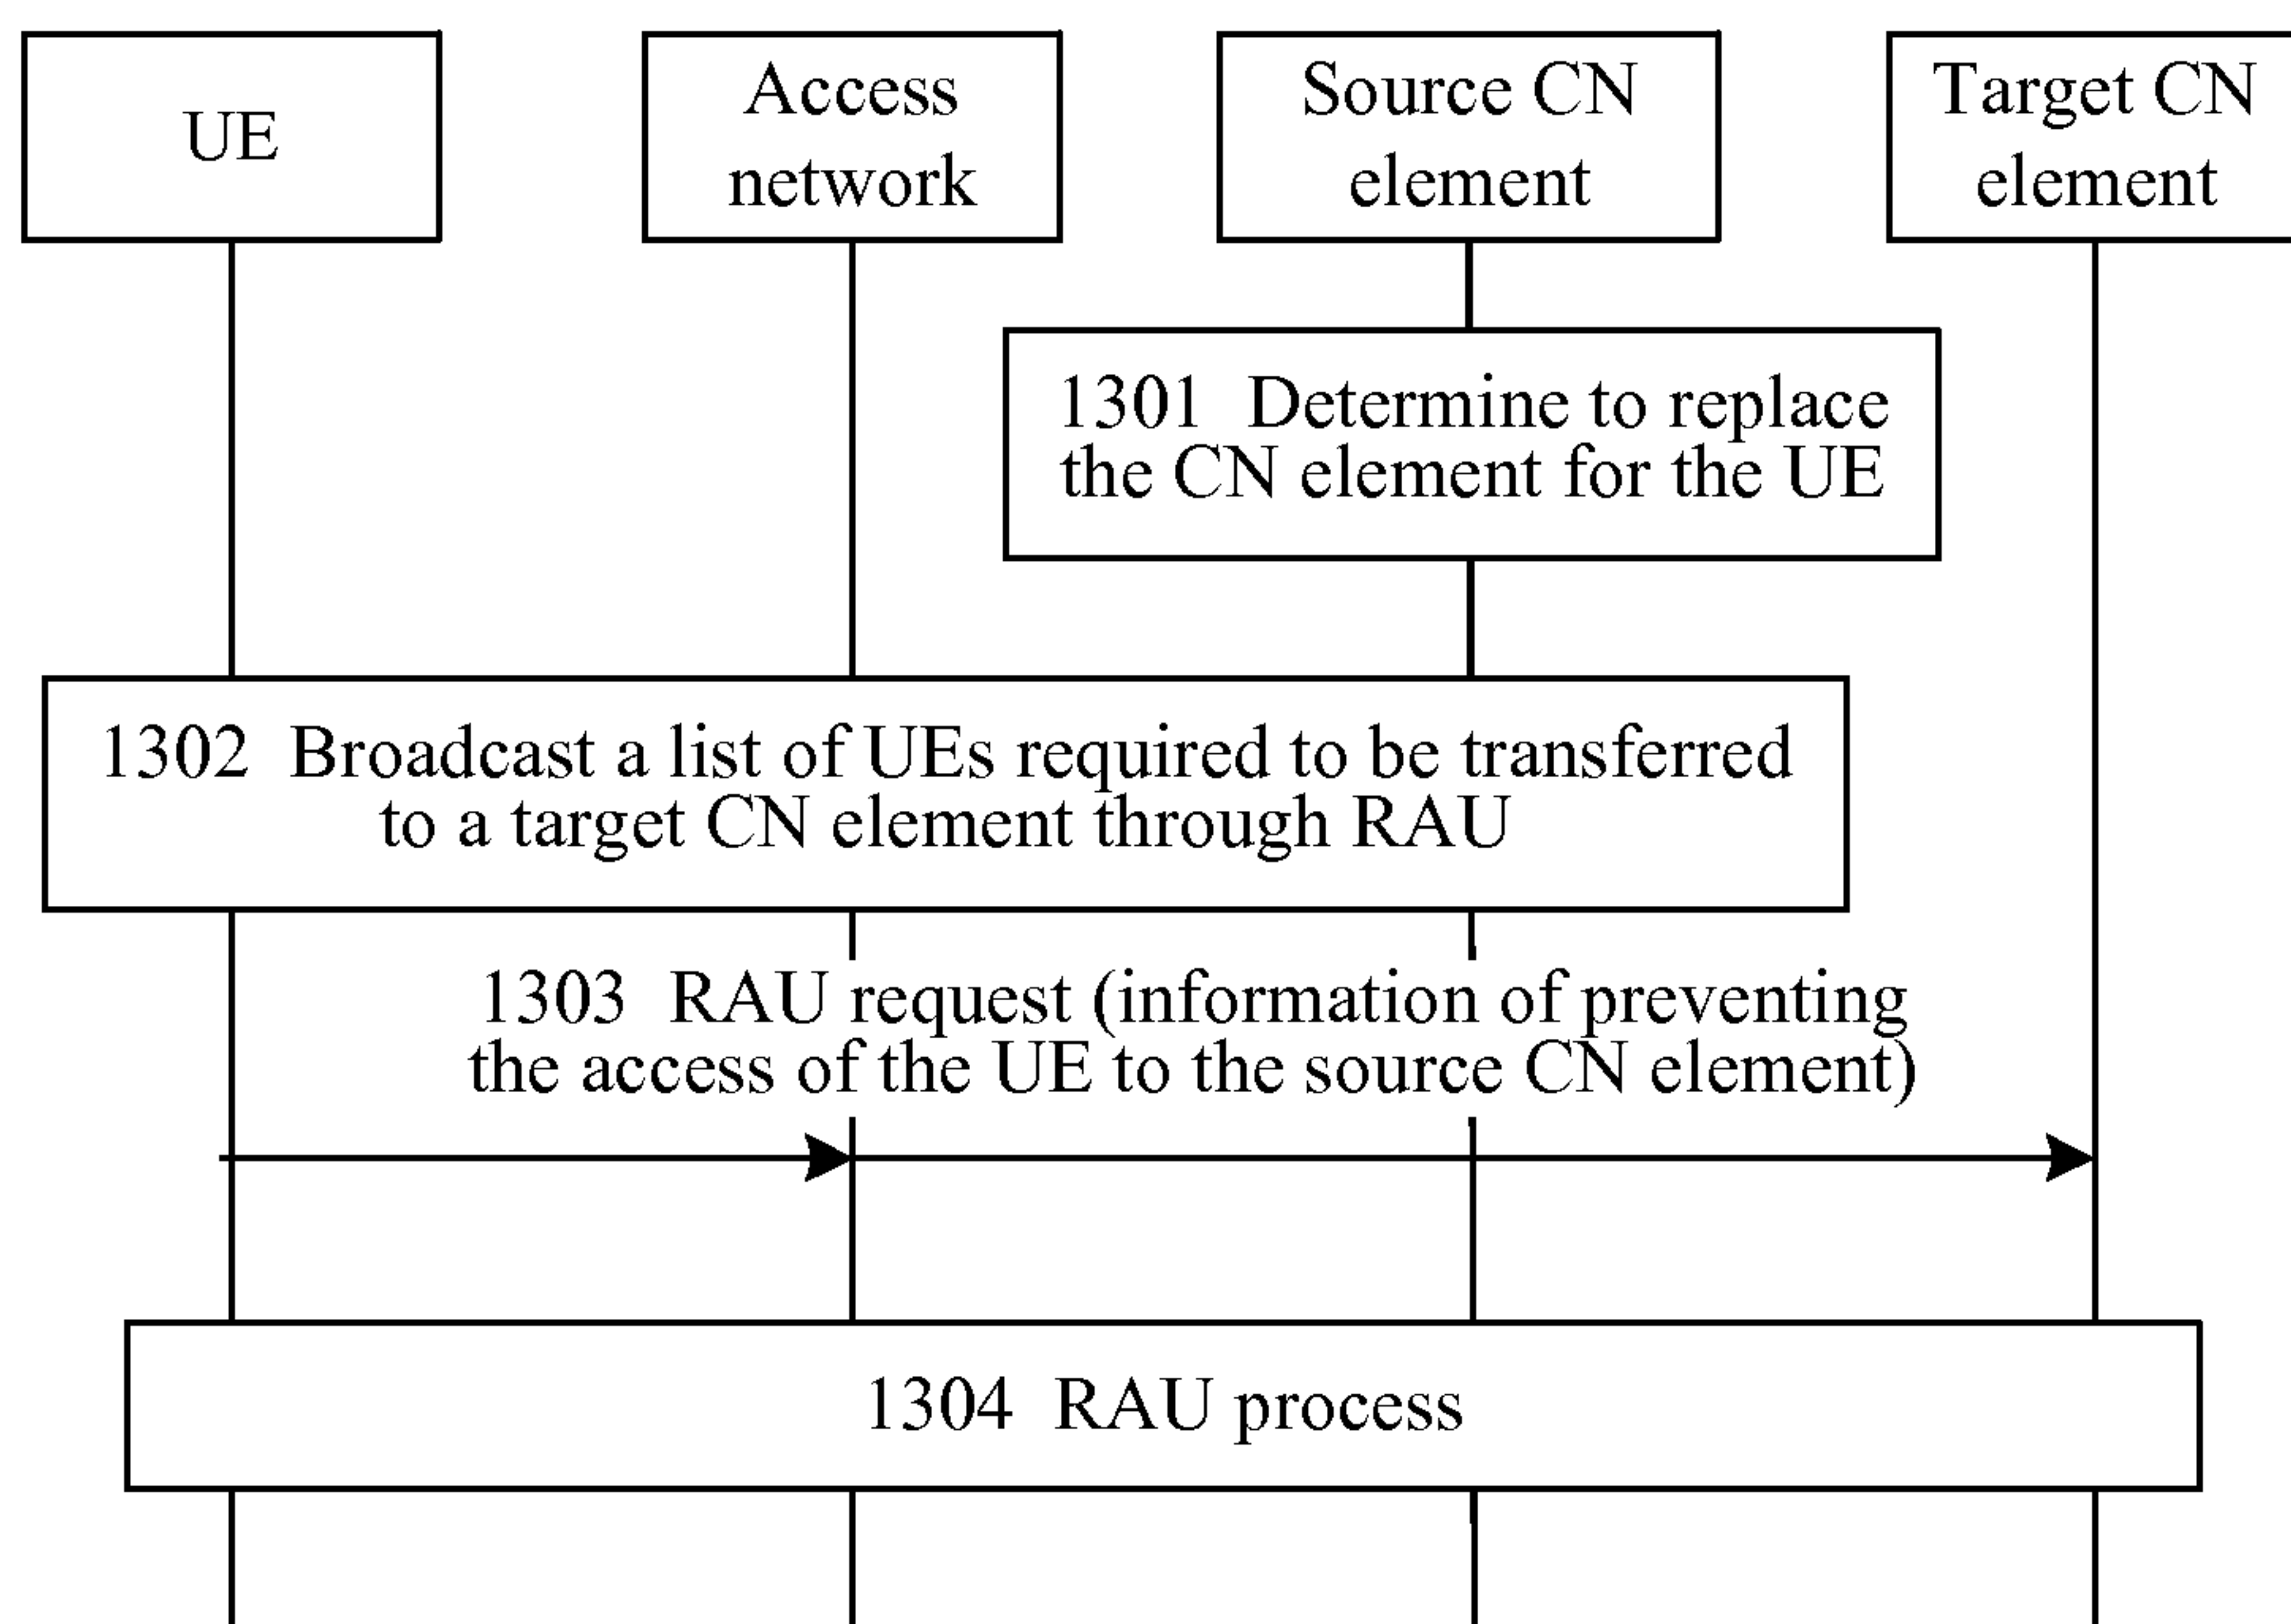 UE
Access
network
Source CN
element
Target CN
element
1301 Determine to replace
the CN element for the UE
1302 Broadcast a list of UEs required to be transferred
to a target CN element through RAU
1303 RAU request (information of preventing
the access of the UE to the source CN element)
1304 RAU process